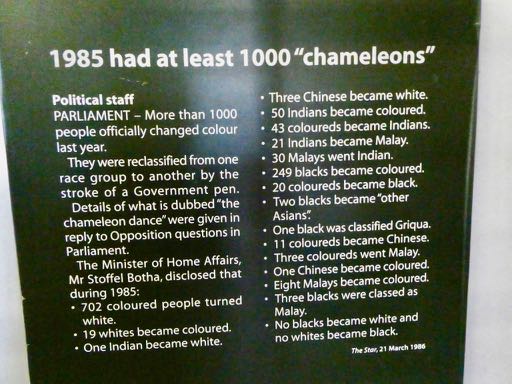 1985 had at least 1000 “chameleons”
Political staff
PARLIAMENT – More than 1000
people officially changed colour
last year.
They were reclassified from one
race group to another by the
stroke of a Government pen.
Details of what is dubbed “the
chameleon dance” were given in
reply to Opposition questions in
Parliament.
The Minister of Home Affairs,
Mr Stoffel Botha, disclosed that
during 1985:
• 702 coloured people turned
white.
• 19 whites became coloured.
• One Indian became white.
• Three Chinese became white.
• 50 Indians became coloured.
• 43 coloureds became Indians.
• 21 Indians became Malay.
• 30 Malays went Indian.
• 249 blacks became coloured.
• 20 coloureds became black.
• Two blacks became “other
Asians”.
• One black was classified Griqua.
• 11 coloureds became Chinese.
• Three coloureds went Malay.
• One Chinese became coloured.
• Eight Malays became coloured.
• Three blacks were classed as
Malay.
• No blacks became white and
no whites became black.
The Star, 21 March 1986